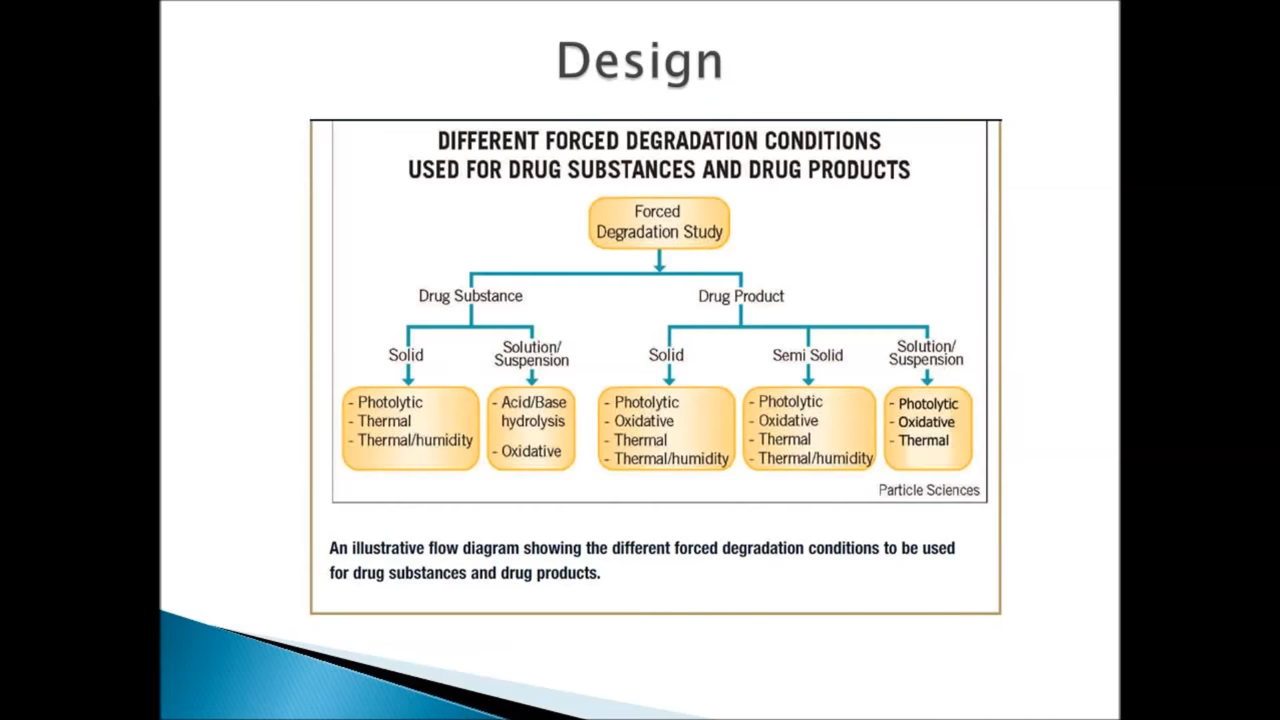 Design
DIFFERENT FORCED DEGRADATION CONDITIONS
USED FOR DRUG SUBSTANCES AND DRUG PRODUCTS
Forced
Degradation Study
Drug Substance
Drug Product
Solid
Solution/
Suspension
Solid
Semi Solid
Solution/
Suspension
- Photolytic
- Thermal
- Thermal/humidity
- Acid/Base
hydrolysis
- Oxidative
- Photolytic
- Oxidative
- Thermal
- Thermal/humidity
- Photolytic
- Oxidative
- Thermal
- Thermal/humidity
- Photolytic
- Oxidative
- Thermal
Particle Sciences
An illustrative flow diagram showing the different forced degradation conditions to be used
for drug substances and drug products.